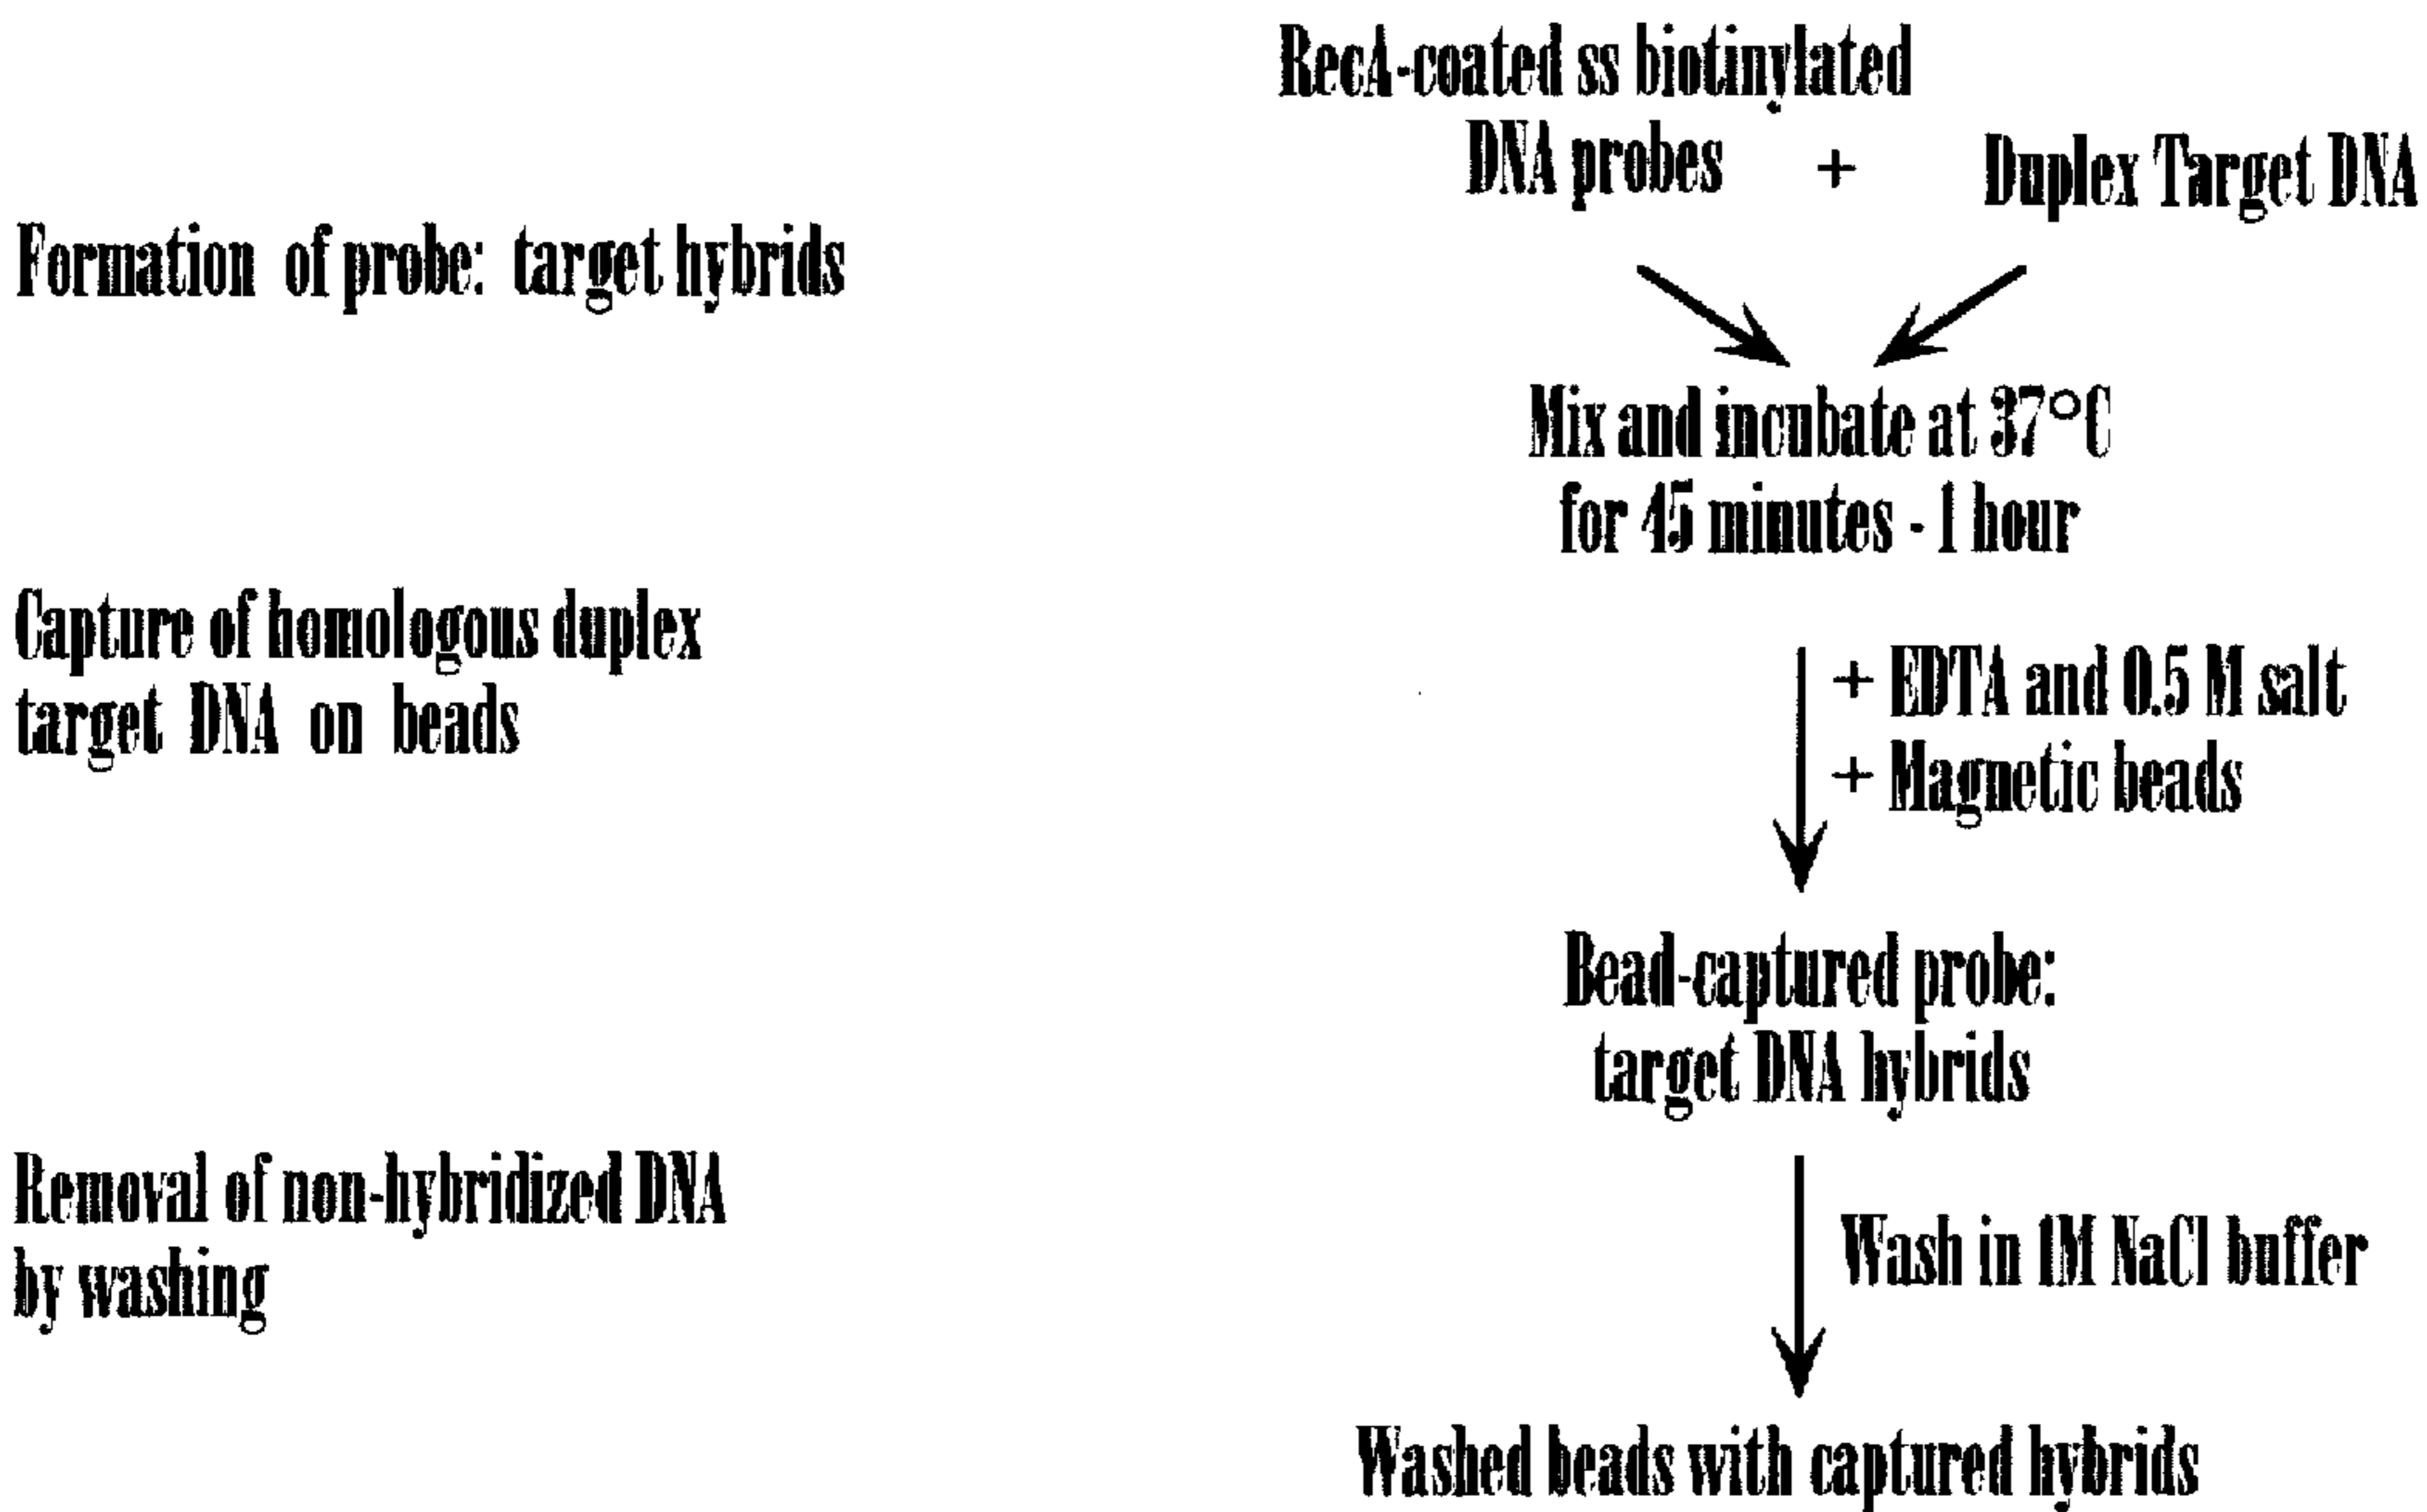 RecA-coated ss biotinylated
DNA probes + Duplex Target DNA
Formation of probe: target hybrids
Mix and incubate at 37°C
for 45 minutes - 1 hour
Capture of homologous duplex
target DNA on beads
+ EDTA and 0.5 M salt
+ Magnetic beads
Bead-captured probe:
target DNA hybrids
Removal of non-hybridized DNA
by washing
Wash in 1M NaCl buffer
Washed beads with captured hybrids